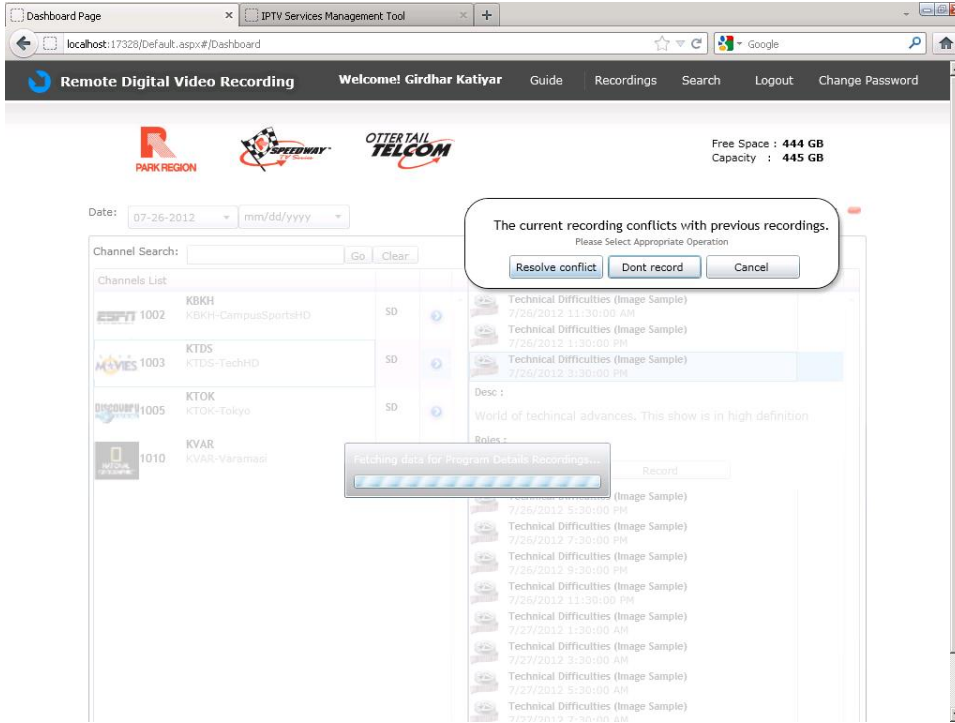 Dashboard Page
IPTV Services Management Tool
localhost:17328/Default.aspx#/Dashboard
Google
Remote Digital Video Recording
Welcome! Girdhar Katiyar
Guide
Recordings
Search
Logout
Change Password
PARK REGION
SPEEDWAY
OTTER TAIL
TELCOM
Free Space : 444 GB
Capacity : 445 GB
Date:
07-26-2012
mm/dd/yyyy
The current recording conflicts with previous recordings.
Please Select Appropriate Operation
Resolve conflict
Dont record
Cancel
Channel Search:
Go
Clear
Channels List
KBKH
ESPN 1002
KBKH-CampusSportsHD
SD
KTDS
MOVIES 1003
KTDS-TechHD
SD
KTOK
DISCOVERY 1005
KTOK-Tokyo
SD
KVAR
NATIONAL GEOGRAPHIC 1010
KVAR-Varamasi
Technical Difficulties (Image Sample)
7/26/2012 11:30:00 AM
Technical Difficulties (Image Sample)
7/26/2012 1:30:00 PM
Technical Difficulties (Image Sample)
7/26/2012 3:30:00 PM
Desc :
World of techincal advances. This show is in high definition
Roles :
Record
Fetching data for Program Details Recordings...
Technical Difficulties (Image Sample)
7/26/2012 5:30:00 PM
Technical Difficulties (Image Sample)
7/26/2012 7:30:00 PM
Technical Difficulties (Image Sample)
7/26/2012 9:30:00 PM
Technical Difficulties (Image Sample)
7/26/2012 11:30:00 PM
Technical Difficulties (Image Sample)
7/27/2012 1:30:00 AM
Technical Difficulties (Image Sample)
7/27/2012 3:30:00 AM
Technical Difficulties (Image Sample)
7/27/2012 5:30:00 AM
Technical Difficulties (Image Sample)
7/27/2012 7:30:00 AM